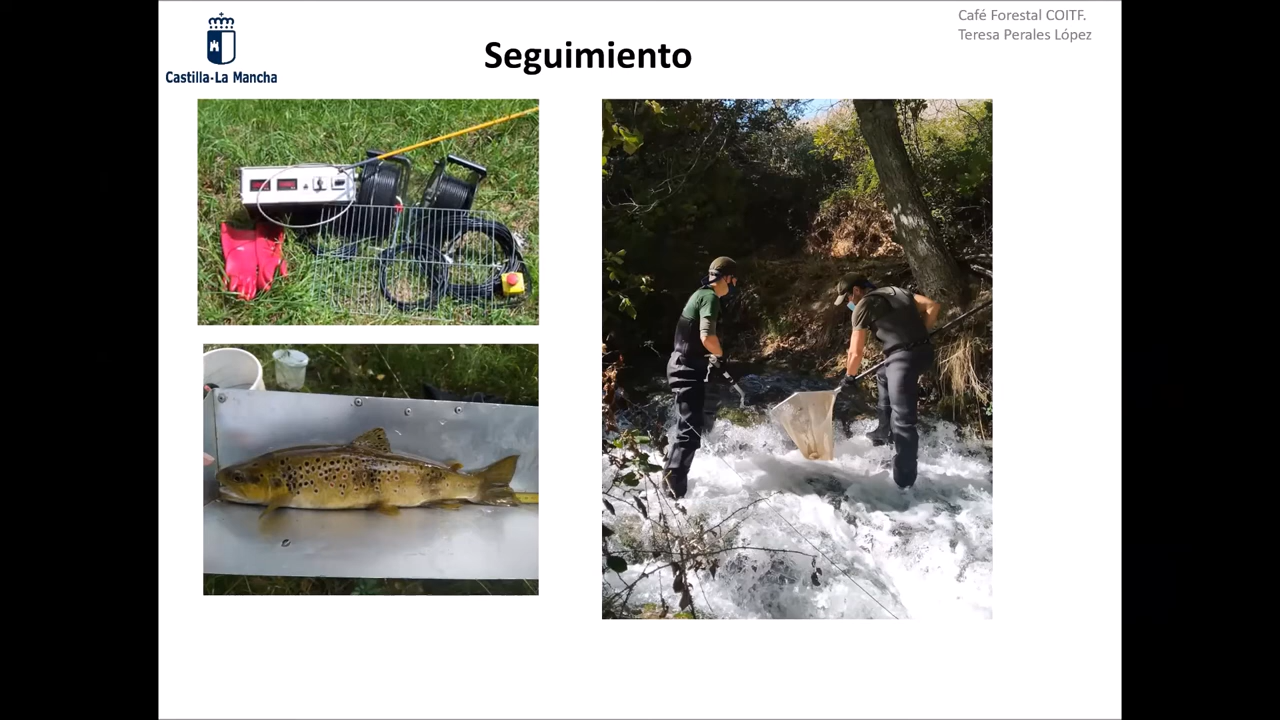 Café Forestal COITF.
Teresa Perales López
Seguimiento
Castilla-La Mancha